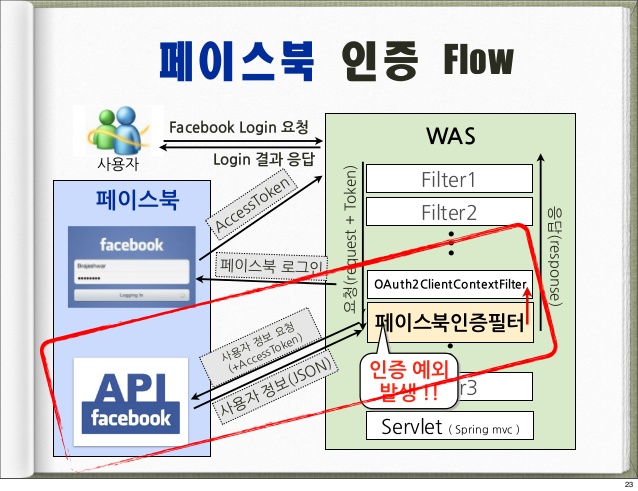 페이스북 인증 Flow
사용자
Facebook Login 요청
Login 결과 응답
페이스북
facebook
Brajeshwar
Logging In
AccessToken
페이스북 로그인
사용자 정보 요청
(+AccessToken)
사용자 정보(JSON)
API
facebook
WAS
요청(request + Token)
응답(response)
Filter1
Filter2
OAuth2ClientContextFilter
페이스북인증필터
인증 예외
발생 !!
r3
Servlet ( Spring mvc )
23